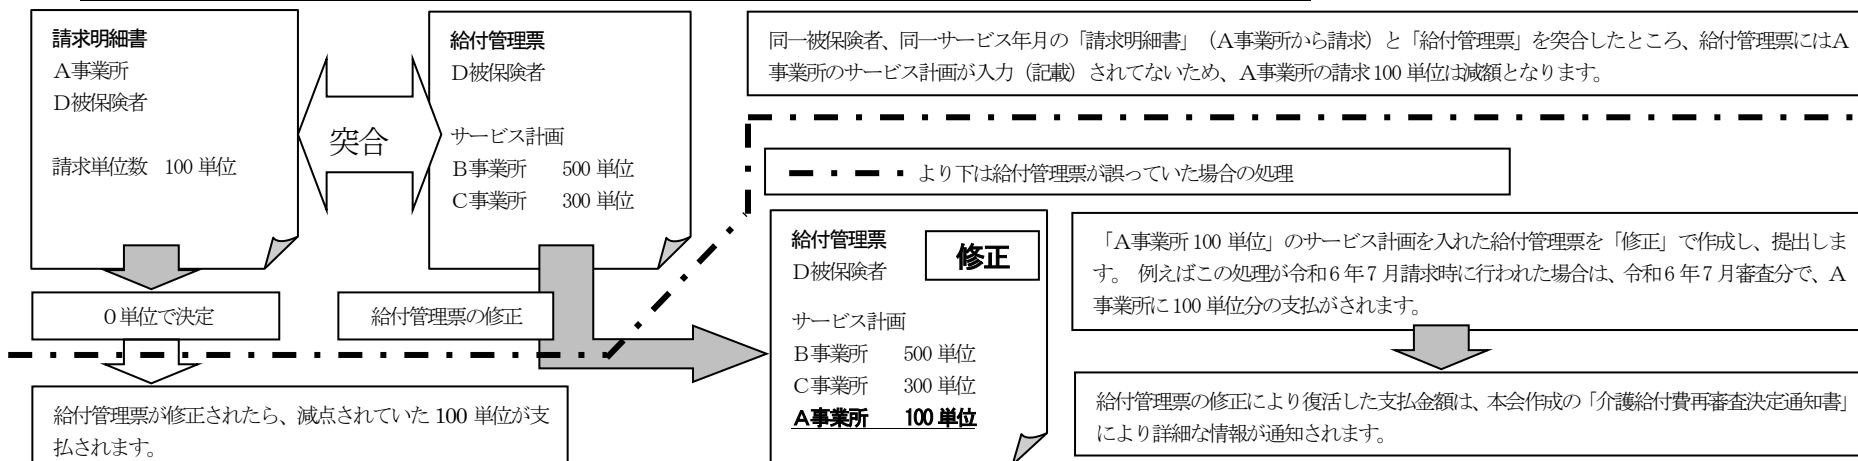 請求明細書
A事業所
D被保険者
請求単位数 100 単位
突合
給付管理票
D被保険者
サービス計画
B事業所 500 単位
C事業所 300 単位
同一被保険者、同一サービス年月の「請求明細書」（A事業所から請求）と「給付管理票」を突合したところ、給付管理票にはA
事業所のサービス計画が入力（記載）されてないため、A事業所の請求 100 単位は減額となります。
より下は給付管理票が誤っていた場合の処理
0単位で決定
給付管理票の修正
給付管理票が修正されたら、減点されていた 100 単位が支
払されます。
給付管理票
D被保険者
修正
サービス計画
B事業所 500 単位
C事業所 300 単位
A事業所 100 単位
「A事業所 100 単位」のサービス計画を入れた給付管理票を「修正」で作成し、提出しま
す。 例えばこの処理が令和6年7月請求時に行われた場合は、令和6年7月審査分で、A
事業所に 100 単位分の支払がされます。
給付管理票の修正により復活した支払金額は、本会作成の「介護給付費再審査決定通知書」
により詳細な情報が通知されます。